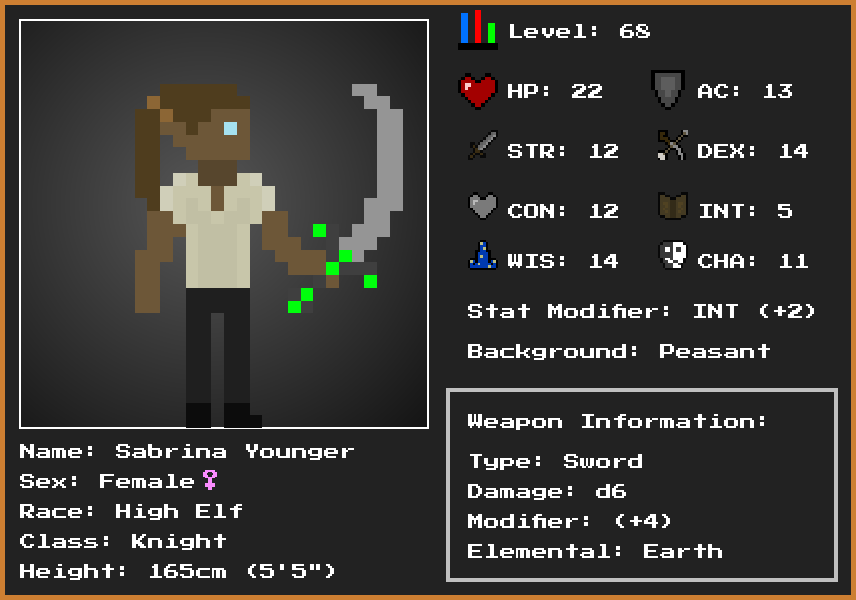 Level: 68
HP: 22
AC: 13
STR: 12
DEX: 14
CON: 12
INT: 5
WIS: 14
CHA: 11
Stat Modifier: INT (+2)
Background: Peasant
Weapon Information:
Type: Sword
Damage: d6
Modifier: (+4)
Elemental: Earth
Name: Sabrina Younger
Sex: Female♀
Race: High Elf
Class: Knight
Height: 165cm (5'5")